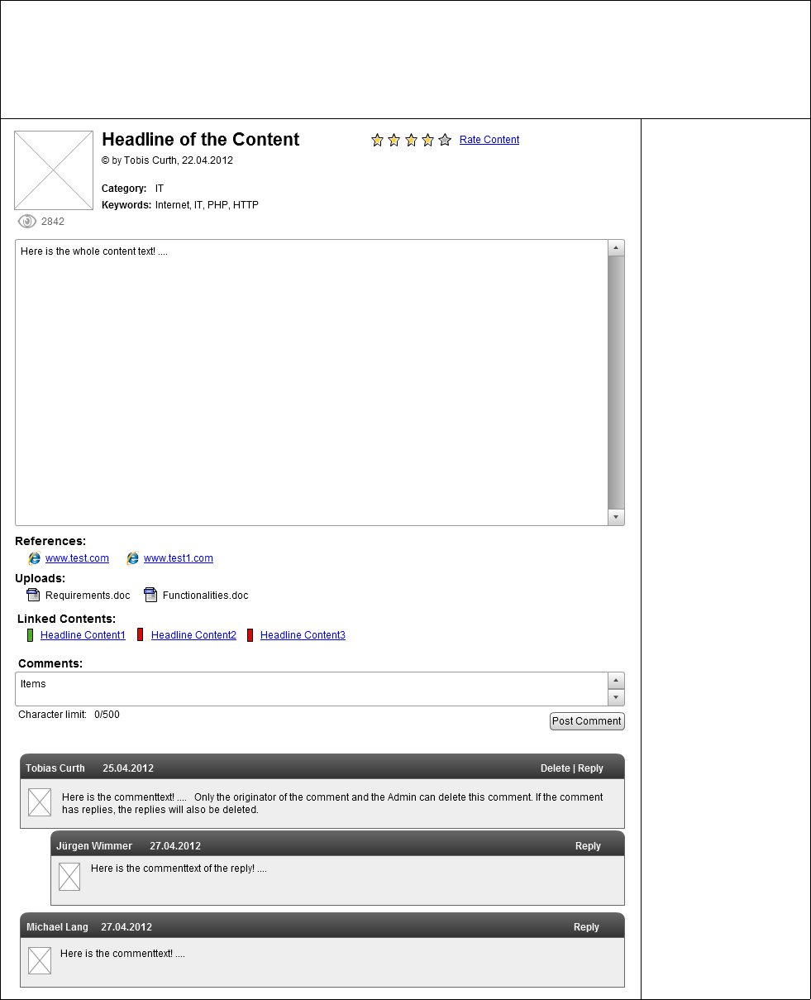 Headline of the Content
Rate Content
© by Tobis Curth, 22.04.2012
Category: IT
Keywords: Internet, IT, PHP, HTTP
2842
Here is the whole content text! ....
References:
www.test.com www.test1.com
Uploads:
Requirements.doc Functionalities.doc
Linked Contents:
Headline Content1 Headline Content2 Headline Content3
Comments:
Items
Character limit: 0/500
Post Comment
Tobias Curth 25.04.2012 Delete | Reply
Here is the commenttext! .... Only the originator of the comment and the Admin can delete this comment. If the comment
has replies, the replies will also be deleted.
Jürgen Wimmer 27.04.2012 Reply
Here is the commenttext of the reply! ....
Michael Lang 27.04.2012 Reply
Here is the commenttext! ....